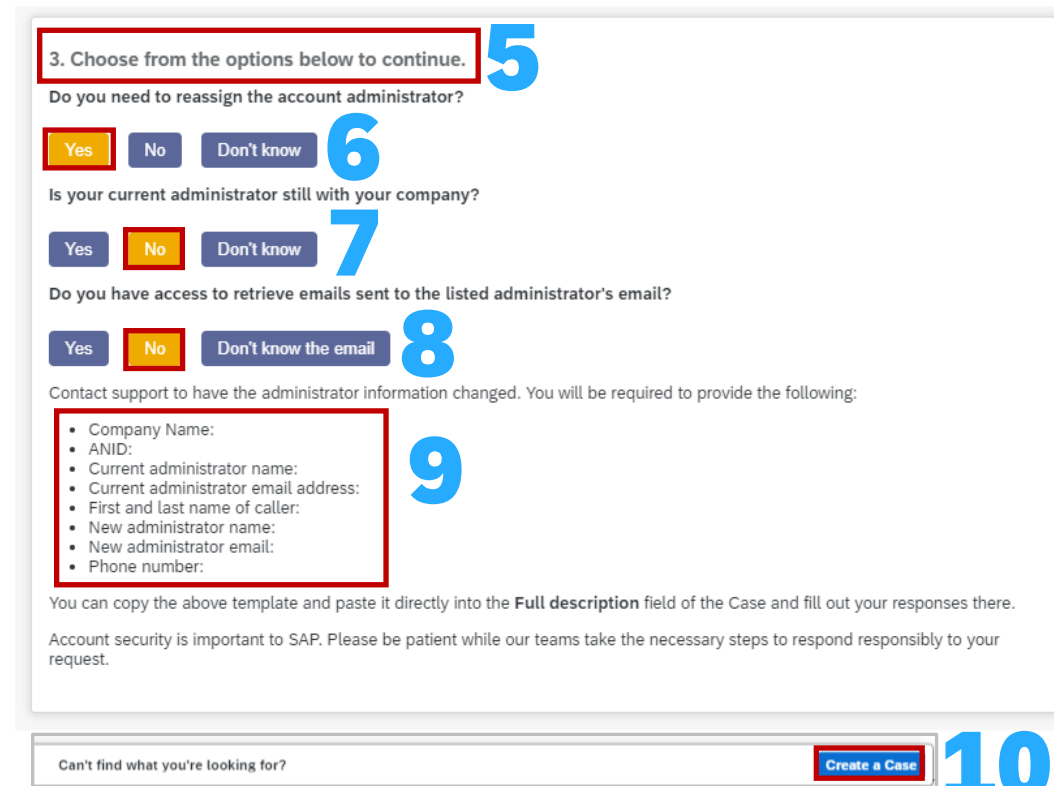 3. Choose from the options below to continue. 5
Do you need to reassign the account administrator?
Yes No Don't know 6
Is your current administrator still with your company?
Yes No Don't know 7
Do you have access to retrieve emails sent to the listed administrator's email?
Yes No Don't know the email 8
Contact support to have the administrator information changed. You will be required to provide the following:
• Company Name:
• ANID:
• Current administrator name:
• Current administrator email address:
• First and last name of caller:
• New administrator name:
• New administrator email:
• Phone number:
9
You can copy the above template and paste it directly into the Full description field of the Case and fill out your responses there.
Account security is important to SAP. Please be patient while our teams take the necessary steps to respond responsibly to your
request.
Can't find what you're looking for? Create a Case 10